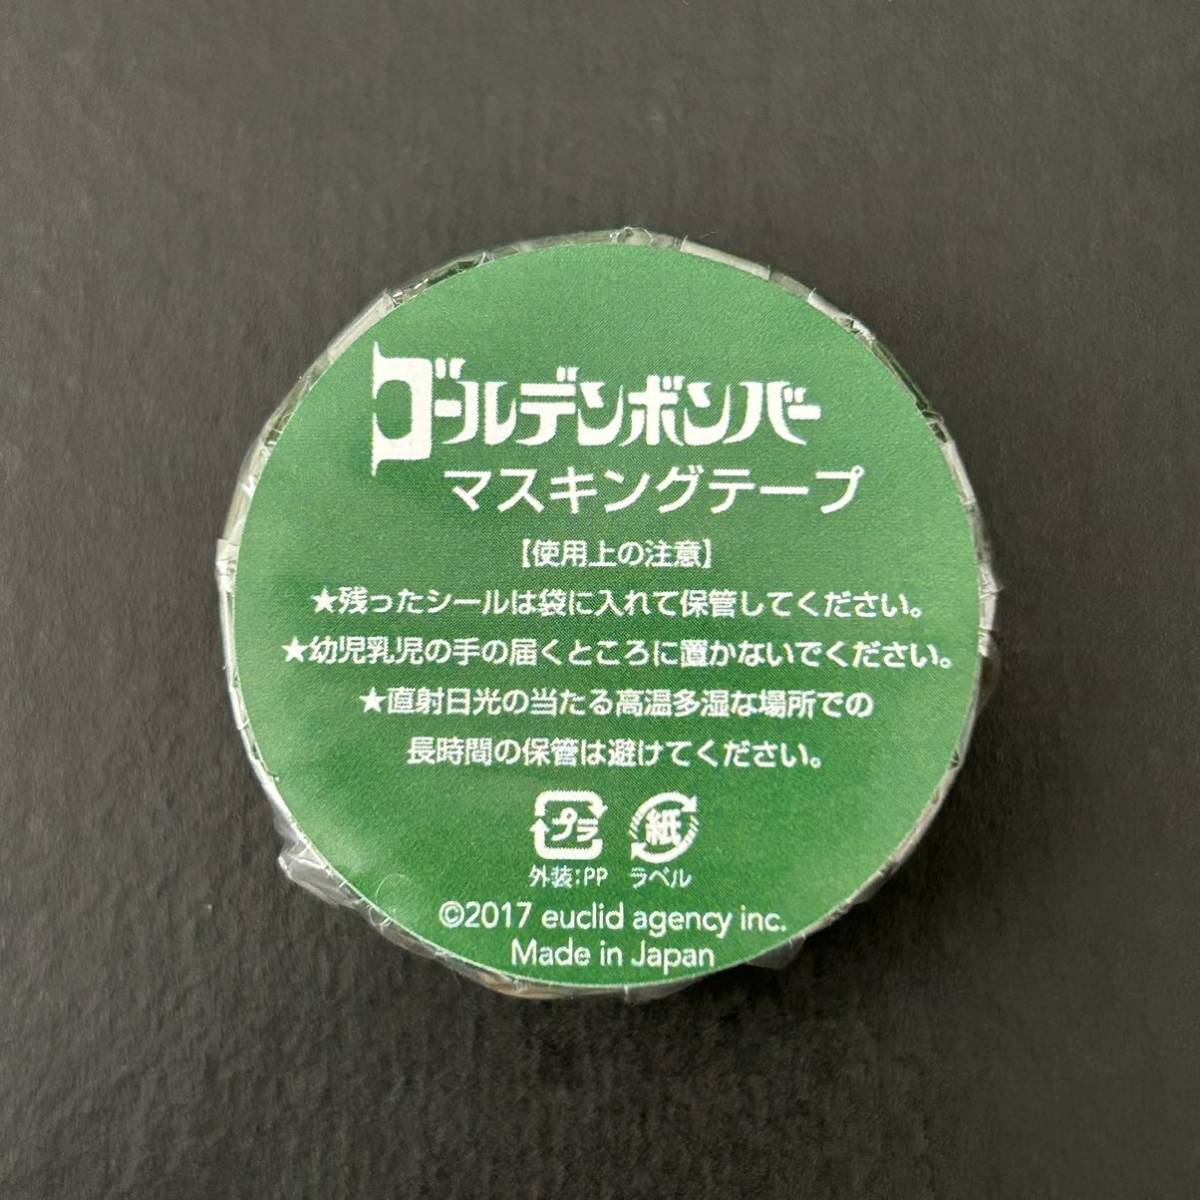 ゴールデンボンバー
マスキングテープ
【使用上の注意】
★残ったシールは袋に入れて保管してください。
★幼児乳児の手の届くところに置かないでください。
★直射日光の当たる高温多湿な場所での
長時間の保管は避けてください。
プラ 紙
外装:PP ラベル
©2017 euclid agency inc.
Made in Japan